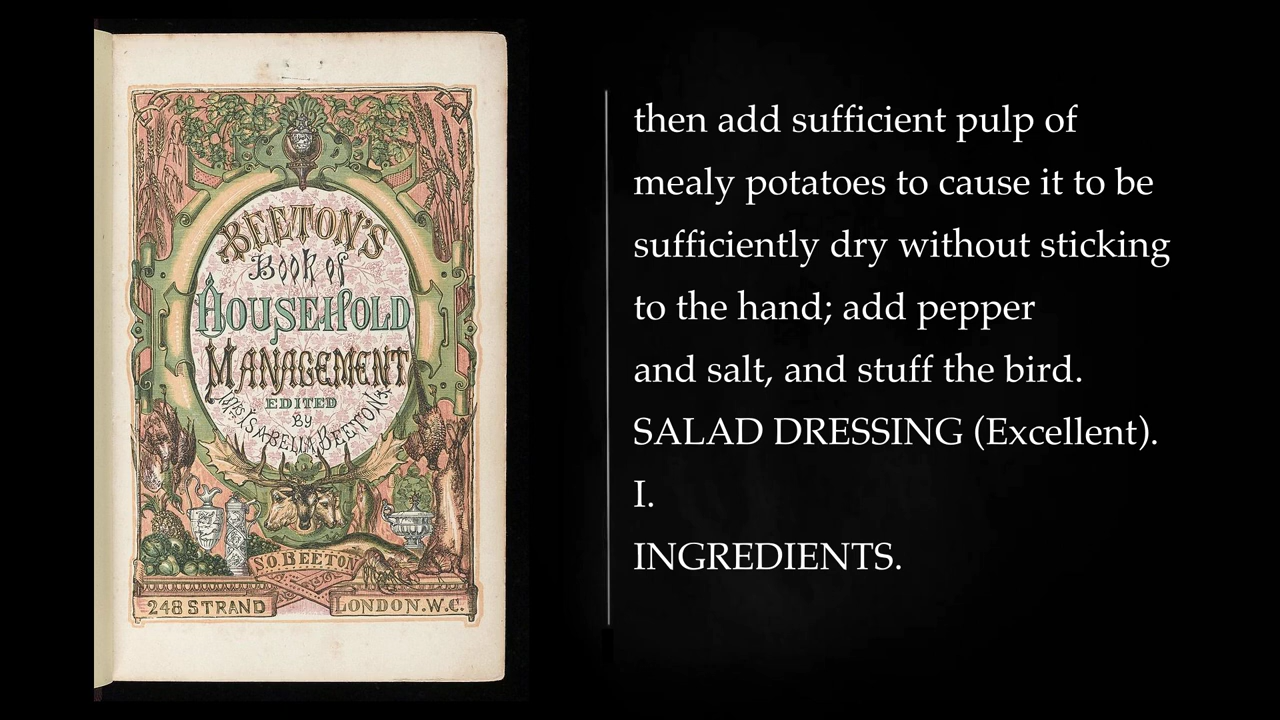 BEETON'S
Book of
HOUSEHOLD
MANAGEMENT
EDITED
By
MRS ISABELLA BEETON.
S.O. BEETON
248 STRAND
LONDON.W.C.
then add sufficient pulp of
mealy potatoes to cause it to be
sufficiently dry without sticking
to the hand; add pepper
and salt, and stuff the bird.
SALAD DRESSING (Excellent).
I.
INGREDIENTS.